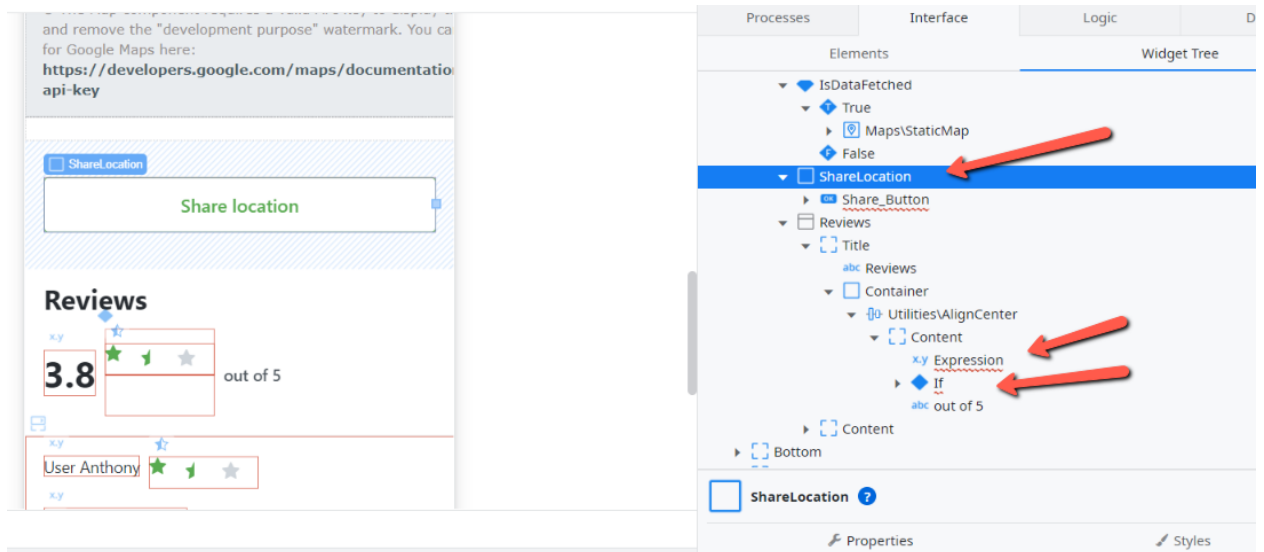 and remove the "development purpose" watermark. You ca
for Google Maps here:
https://developers.google.com/maps/documentatio
api-key
ShareLocation
Share location
Reviews
x.y
3.8
out of 5
x.y
User Anthony
x.y
Processes
Interface
Logic
D
Elements
Widget Tree
IsDataFetched
T True
Maps\StaticMap
F False
ShareLocation
OK Share_Button
Reviews
Title
abc Reviews
Container
Utilities\AlignCenter
Content
x.y Expression
If
abc out of 5
Content
Bottom
ShareLocation ?
Properties
Styles